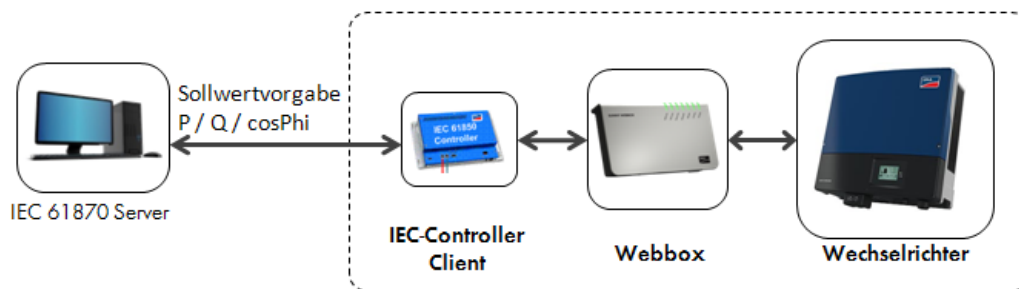 Sollwertvorgabe
P / Q / cosPhi
IEC 61850
Controller
IEC 61870 Server
IEC-Controller
Client
Webbox
Wechselrichter